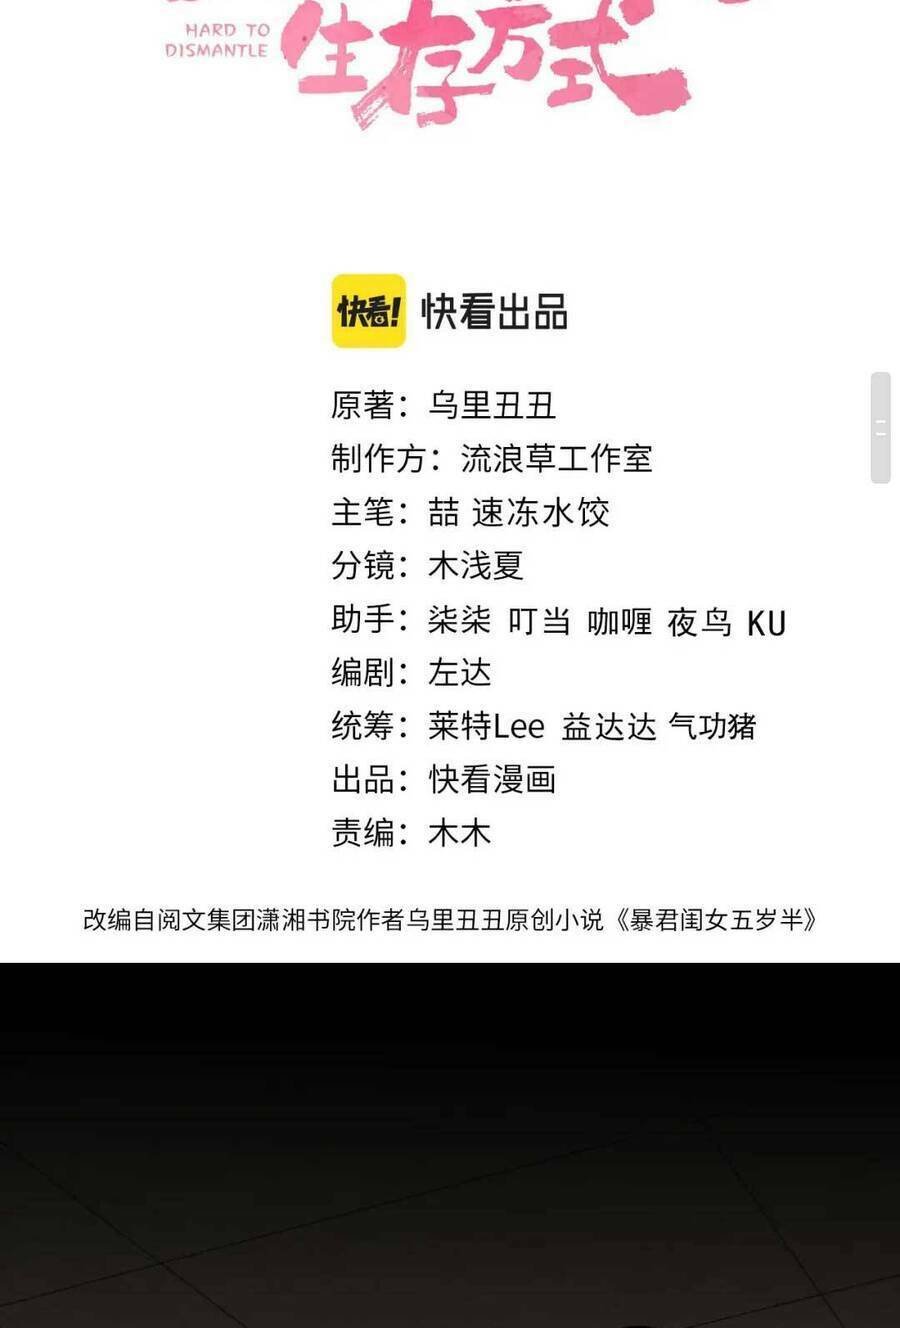 HARD TO
DISMANTLE
生存方式
快看! 快看出品
原著：乌里丑丑
制作方：流浪草工作室
主笔：喆 速冻水饺
分镜：木浅夏
助手：柒柒 叮当 咖喱 夜鸟 KU
编剧：左达
统筹：莱特Lee 益达达 气功猪
出品：快看漫画
责编：木木
改编自阅文集团潇湘书院作者乌里丑丑原创小说《暴君闺女五岁半》